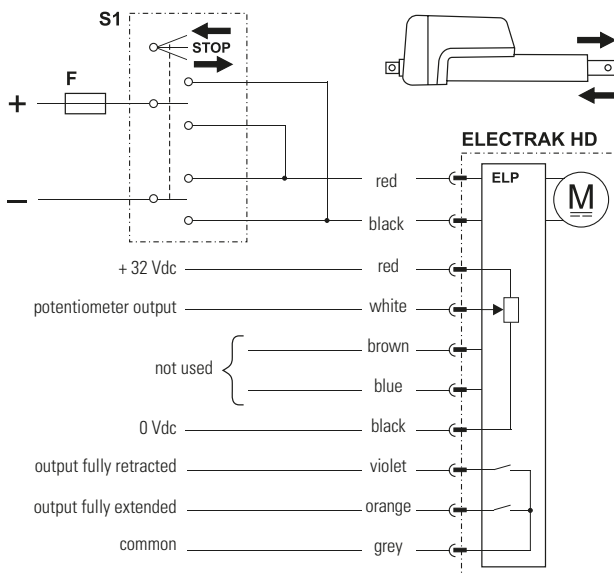 S1
STOP
F
+
–
ELECTRAK HD
ELP
M
red
black
+ 32 Vdc red
potentiometer output white
not used
brown
blue
0 Vdc black
output fully retracted violet
output fully extended orange
common grey